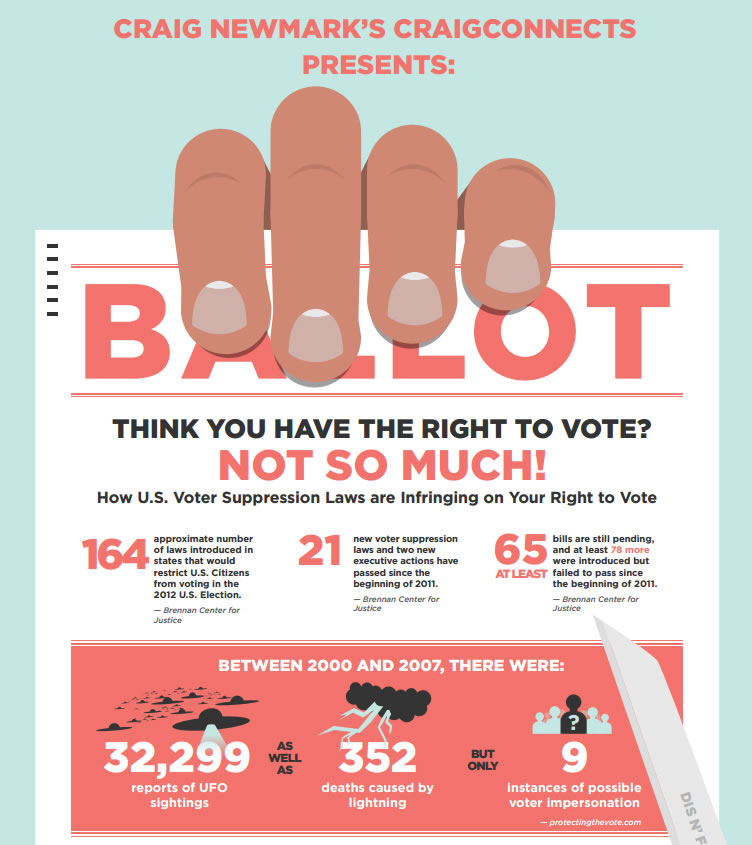 CRAIG NEWMARK'S CRAIGCONNECTS
PRESENTS:
BALLOT
THINK YOU HAVE THE RIGHT TO VOTE?
NOT SO MUCH!
How U.S. Voter Suppression Laws are Infringing on Your Right to Vote
164
approximate number
of laws introduced in
states that would
restrict U.S. Citizens
from voting in the
2012 U.S. Election.
— Brennan Center for
Justice
21
new voter suppression
laws and two new
executive actions have
passed since the
beginning of 2011.
— Brennan Center for
Justice
65
AT LEAST
bills are still pending,
and at least 78 more
were introduced but
failed to pass since
the beginning of 2011.
— Brennan Center for
Justice
BETWEEN 2000 AND 2007, THERE WERE:
32,299
reports of UFO
sightings
AS
WELL
AS
352
deaths caused by
lightning
BUT
ONLY
?
9
instances of possible
voter impersonation
— protectingthevote.com
DIS N'